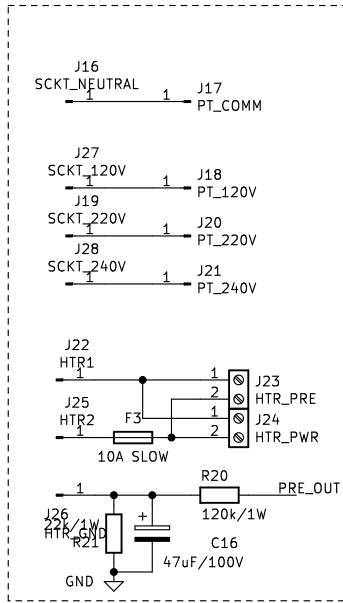 J16
SCKT_NEUTRAL
1 1
J17
PT_COMM
J27
SCKT_120V
1 1
J18
PT_120V
J19
SCKT_220V
1 1
J20
PT_220V
J28
SCKT_240V
1 1
J21
PT_240V
J22
HTR1
1
1
2
J23
HTR_PRE
J25
HTR2
1
F3
10A SLOW
1
2
J24
HTR_PWR
1
R20
120k/1W
PRE_OUT
J26
HTR_GND
22k/1W
R21
+
C16
47uF/100V
GND